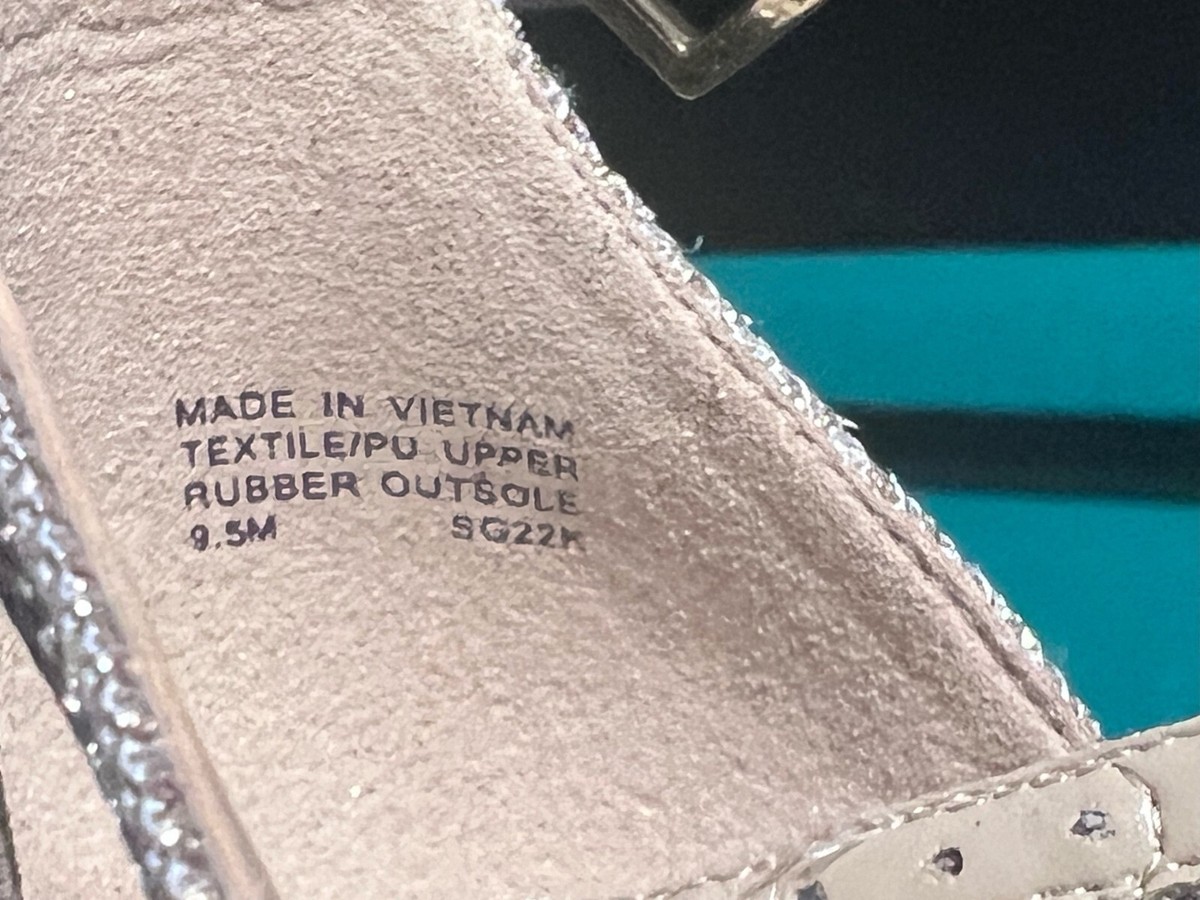 MADE IN VIETNAM
TEXTILE/PU UPPER
RUBBER OUTSOLE
9.5M SG22K